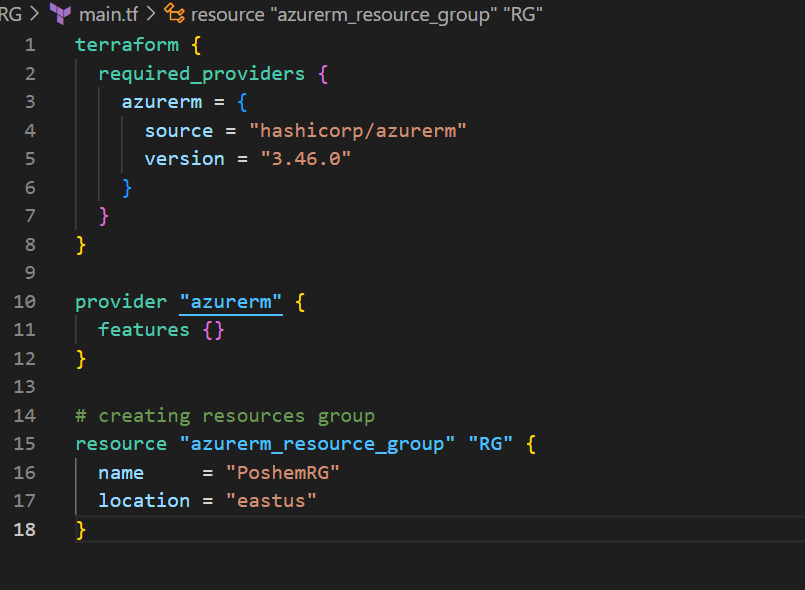 RG > main.tf > resource "azurerm_resource_group" "RG"
1 terraform {
2   required_providers {
3     azurerm = {
4       source = "hashicorp/azurerm"
5       version = "3.46.0"
6     }
7   }
8 }
9
10 provider "azurerm" {
11   features {}
12 }
13
14 # creating resources group
15 resource "azurerm_resource_group" "RG" {
16   name     = "PoshemRG"
17   location = "eastus"
18 }